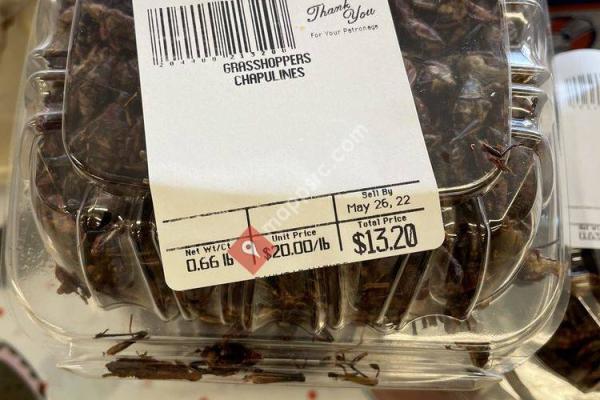 Thank
You
For Your Patronage
GRASSHOPPERS
CHAPULINES
Sell By
May 26, 22
Net Wt/Ct Unit Price Total Price
0.66 lb $20.00/lb $13.20